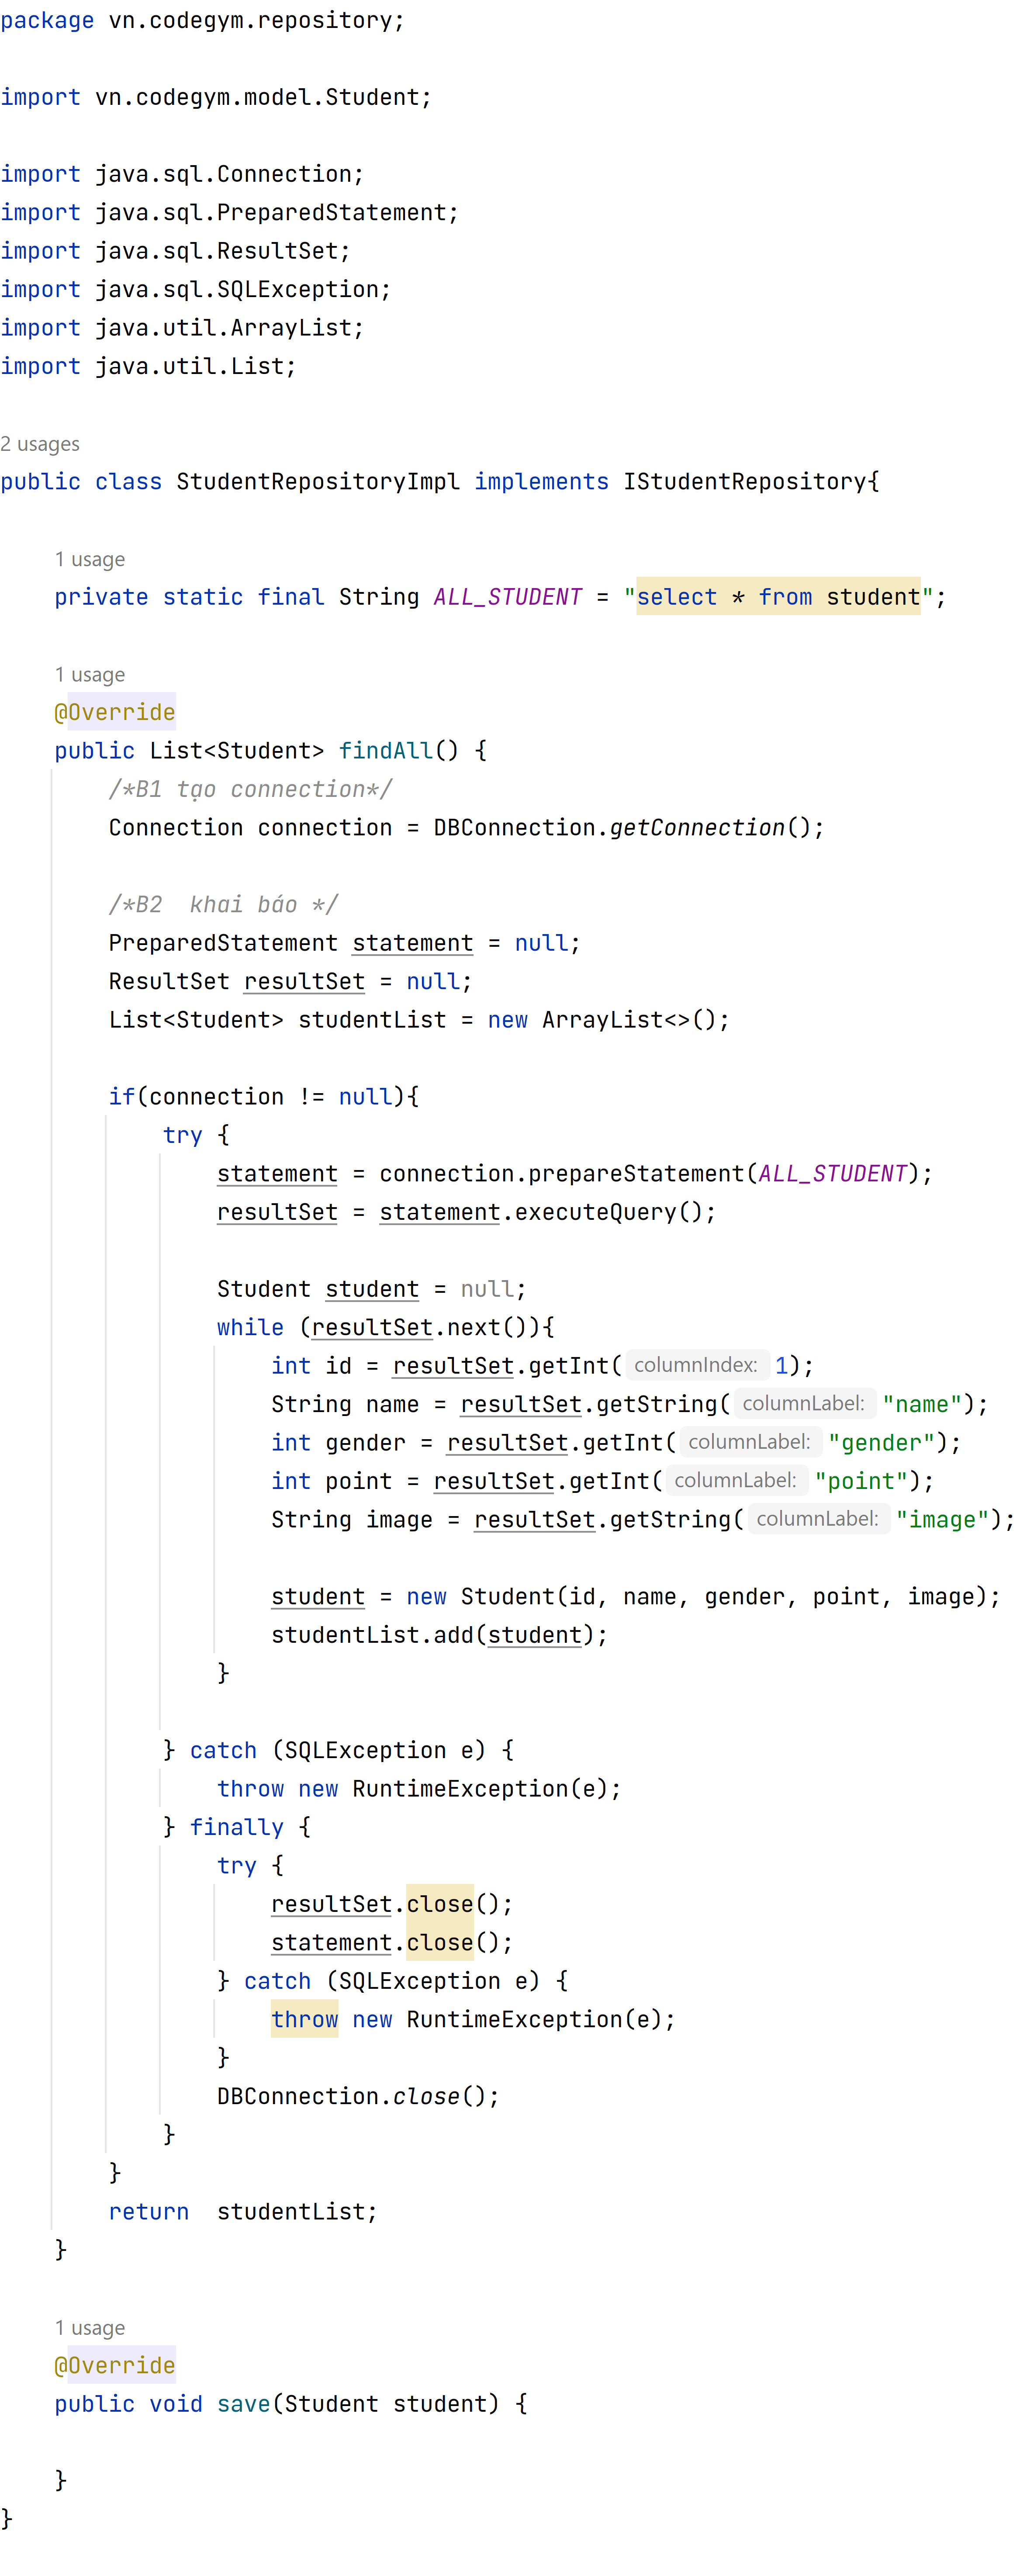 package vn.codegym.repository;
import vn.codegym.model.Student;
import java.sql.Connection;
import java.sql.PreparedStatement;
import java.sql.ResultSet;
import java.sql.SQLException;
import java.util.ArrayList;
import java.util.List;
2 usages
public class StudentRepositoryImpl implements IStudentRepository{
1 usage
private static final String ALL_STUDENT = "select * from student";
1 usage
@Override
public List<Student> findAll() {
/*B1 tạo connection*/
Connection connection = DBConnection.getConnection();
/*B2  khai báo */
PreparedStatement statement = null;
ResultSet resultSet = null;
List<Student> studentList = new ArrayList<>();
if(connection != null){
try {
statement = connection.prepareStatement(ALL_STUDENT);
resultSet = statement.executeQuery();
Student student = null;
while (resultSet.next()){
int id = resultSet.getInt( columnIndex: 1);
String name = resultSet.getString( columnLabel: "name");
int gender = resultSet.getInt( columnLabel: "gender");
int point = resultSet.getInt( columnLabel: "point");
String image = resultSet.getString( columnLabel: "image");
student = new Student(id, name, gender, point, image);
studentList.add(student);
}
} catch (SQLException e) {
throw new RuntimeException(e);
} finally {
try {
resultSet.close();
statement.close();
} catch (SQLException e) {
throw new RuntimeException(e);
}
DBConnection.close();
}
}
return  studentList;
}
1 usage
@Override
public void save(Student student) {
}
}